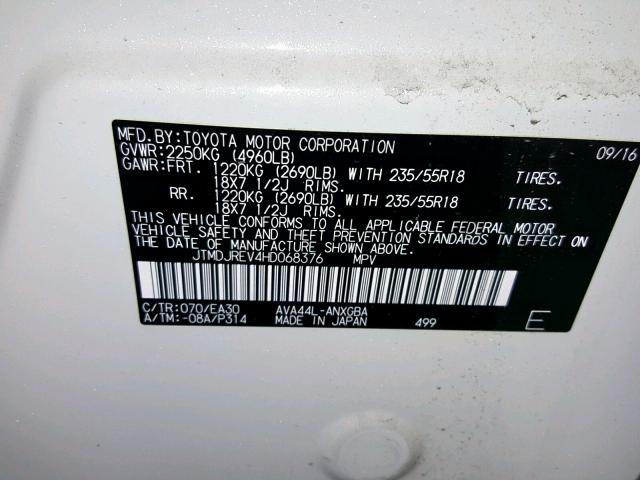 MFD.BY:TOYOTA MOTOR CORPORATION 09/16
GVWR:2250KG (4960LB)
GAWR:FRT. 1220KG (2690LB) WITH 235/55R18 TIRES.
18X7 1/2J RIMS.
RR. 1220KG (2690LB) WITH 235/55R18 TIRES.
18X7 1/2J RIMS.
THIS VEHICLE CONFORMS TO ALL APPLICABLE FEDERAL MOTOR
VEHICLE SAFETY AND THEFT PREVENTION STANDARDS IN EFFECT ON
THE DATE OF MANUFACTURE SHOWN ABOVE.
JTMDJREV4HD068376 MPV
C/TR:070/EA30 AVA44L-ANXGBA
A/TM:-08A/P314 MADE IN JAPAN 499 E